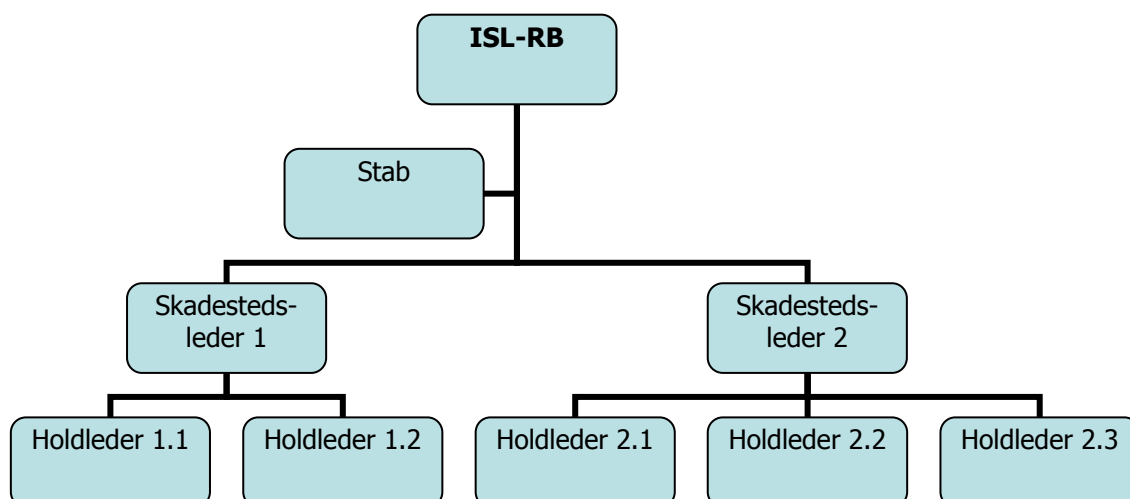 ISL-RB
Stab
Skadesteds-
leder 1
Skadesteds-
leder 2
Holdleder 1.1
Holdleder 1.2
Holdleder 2.1
Holdleder 2.2
Holdleder 2.3